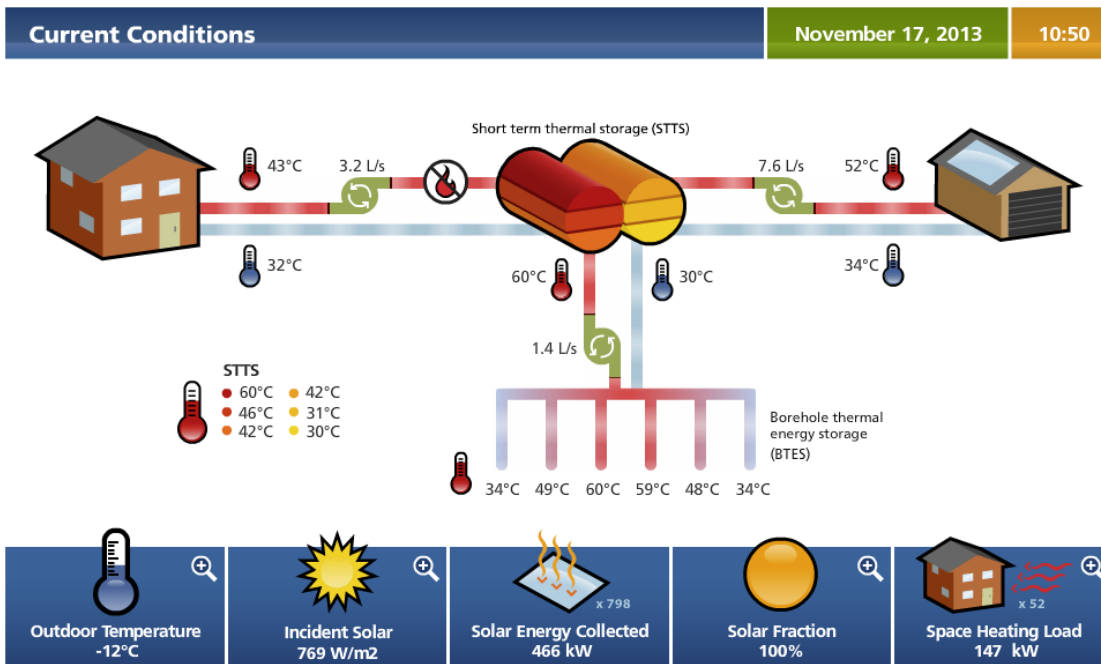 Current Conditions
November 17, 2013
10:50
Short term thermal storage (STTS)
43°C
3.2 L/s
7.6 L/s
52°C
32°C
60°C
30°C
34°C
1.4 L/s
STTS
60°C 42°C
46°C 31°C
42°C 30°C
Borehole thermal
energy storage
(BTES)
34°C 49°C 60°C 59°C 48°C 34°C
x 798
x 52
Outdoor Temperature
-12°C
Incident Solar
769 W/m2
Solar Energy Collected
466 kW
Solar Fraction
100%
Space Heating Load
147 kW